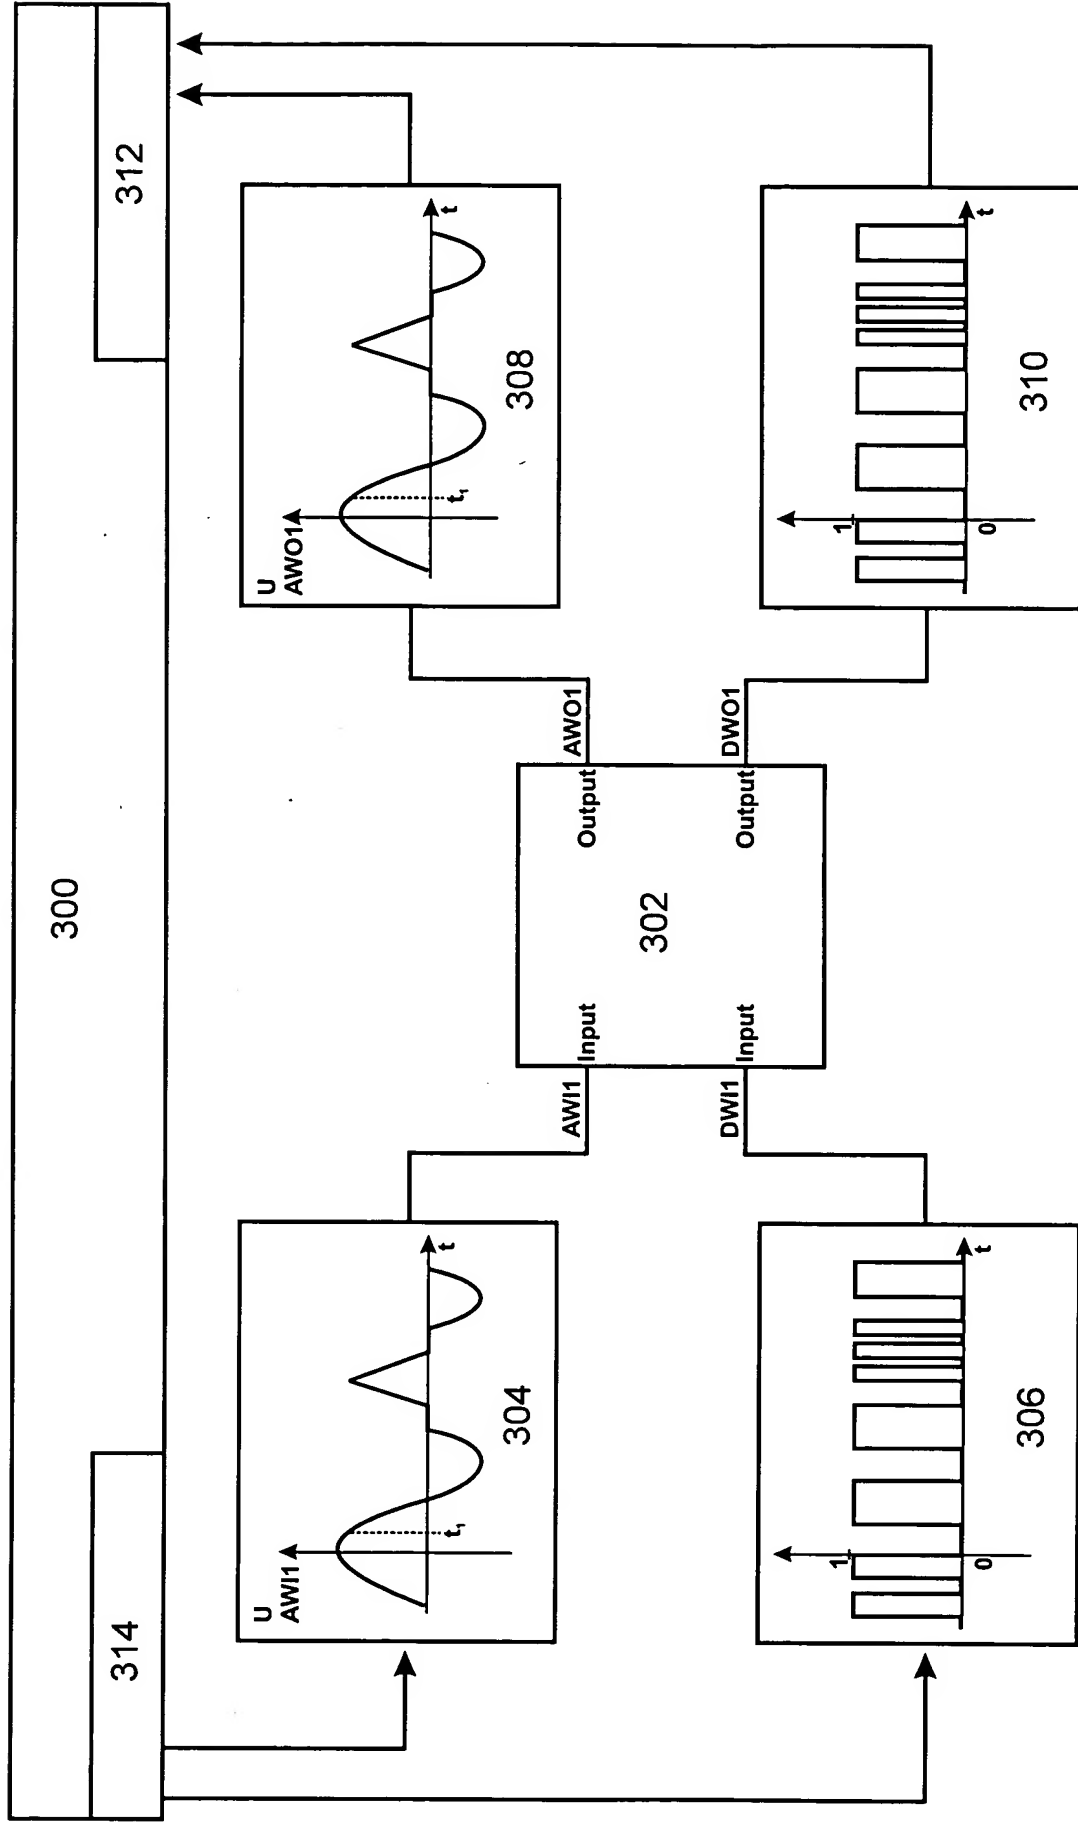 300
314
312
U
AWI1
t₁
t
304
U
AWO1
t₁
t
308
AWI1
Input
Output
AWO1
302
DWI1
Input
Output
DWO1
1
0
t
306
1
0
t
310